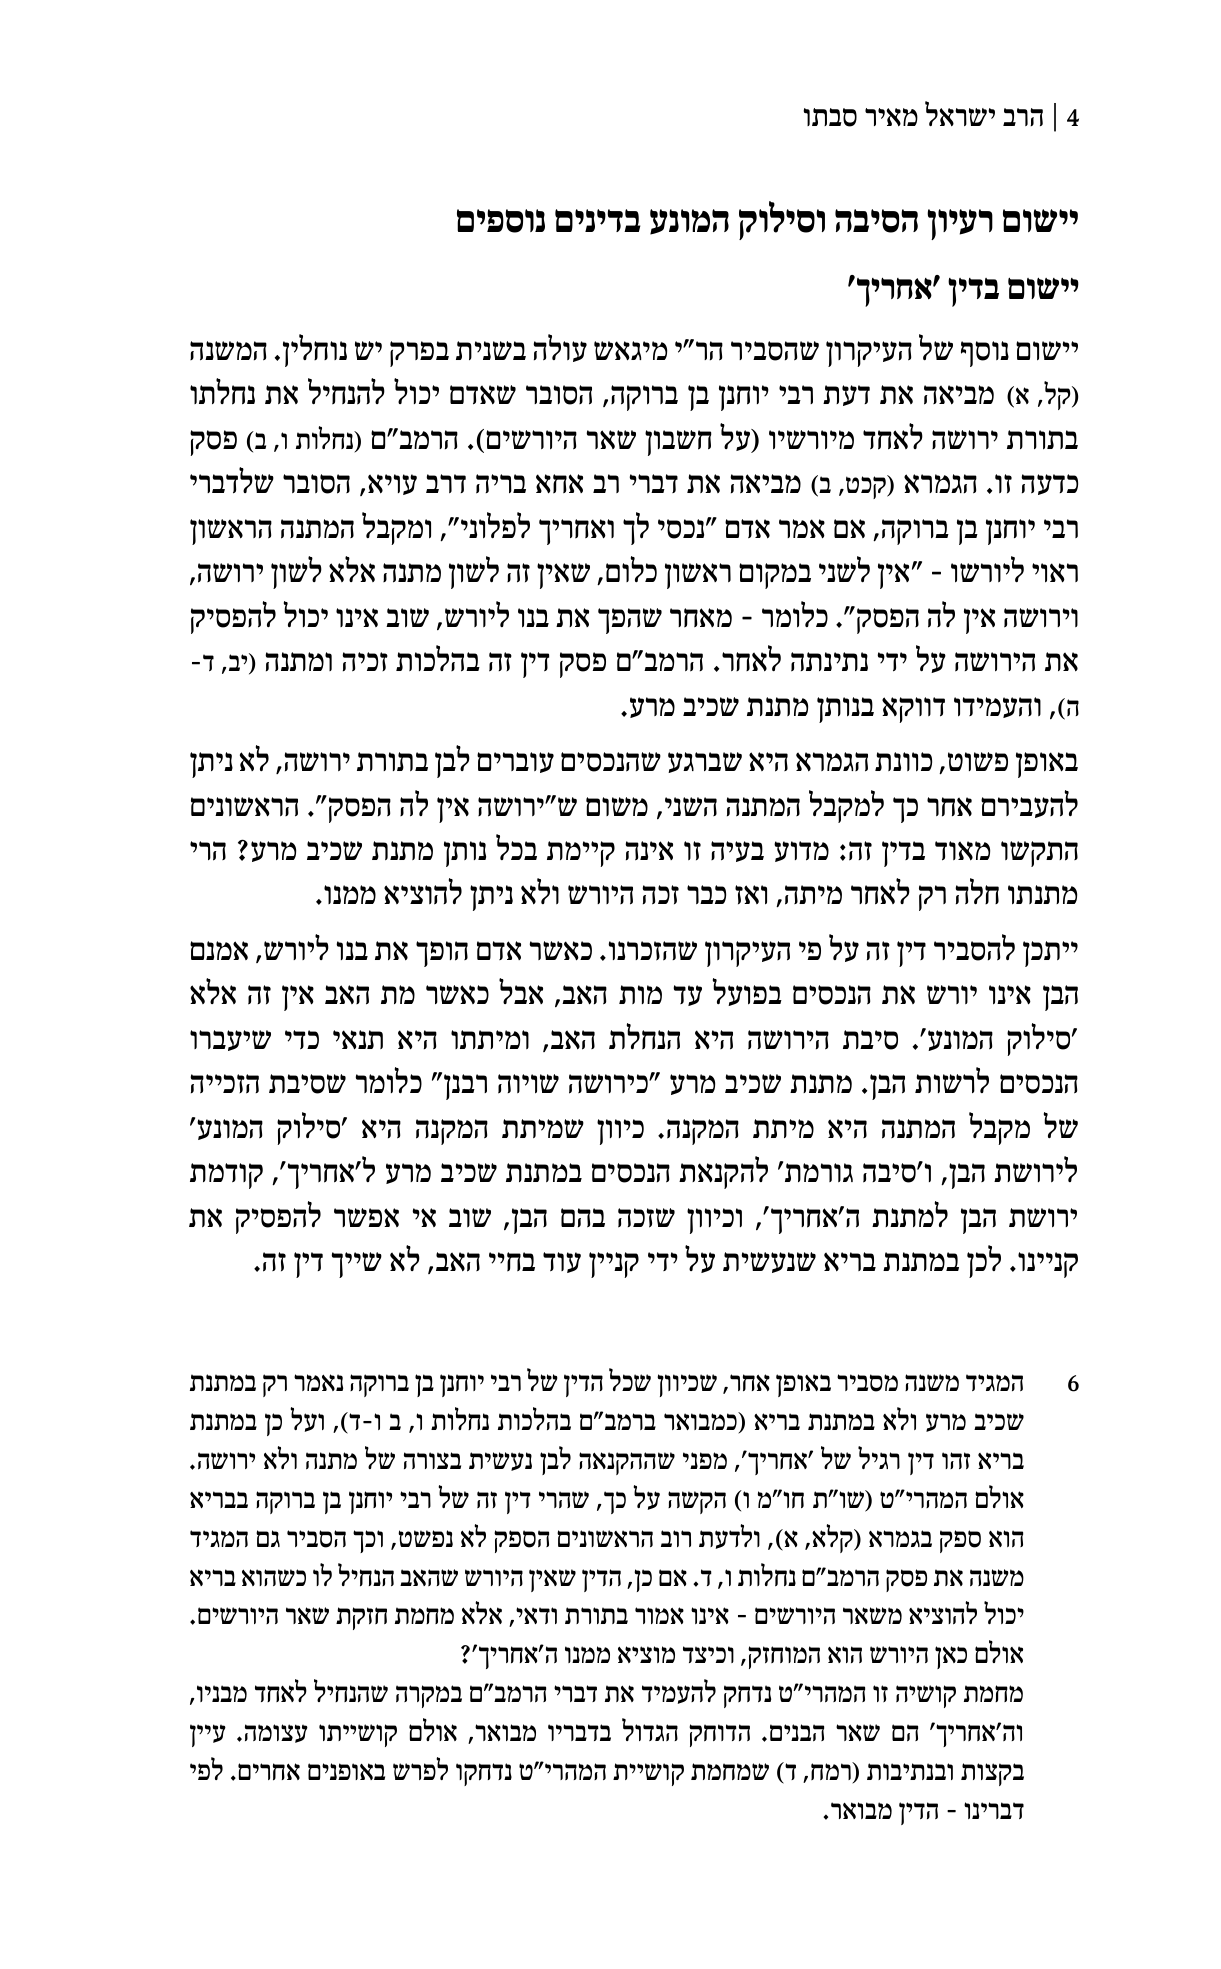 4 | הרב ישראל מאיר סבתו
יישום רעיון הסיבה וסילוק המונע בדינים נוספים
יישום בדין 'אחריך'
יישום נוסף של העיקרון שהסביר הר"י מיגאש עולה בשנית בפרק יש נוחלין. המשנה
(קל, א) מביאה את דעת רבי יוחנן בן ברוקה, הסובר שאדם יכול להנחיל את נחלתו
בתורת ירושה לאחד מיורשיו (על חשבון שאר היורשים). הרמב"ם (נחלות ו, ב) פסק
כדעה זו. הגמרא (קכט, ב) מביאה את דברי רב אחא בריה דרב עויא, הסובר שלדברי
רבי יוחנן בן ברוקה, אם אמר אדם "נכסי לך ואחריך לפלוני", ומקבל המתנה הראשון
ראוי ליורשו - "אין לשני במקום ראשון כלום, שאין זה לשון מתנה אלא לשון ירושה,
וירושה אין לה הפסק". כלומר - מאחר שהפך את בנו ליורש, שוב אינו יכול להפסיק
את הירושה על ידי נתינתה לאחר. הרמב"ם פסק דין זה בהלכות זכיה ומתנה (יב, ד-
ה), והעמידו דווקא בנותן מתנת שכיב מרע.
באופן פשוט, כוונת הגמרא היא שברגע שהנכסים עוברים לבן בתורת ירושה, לא ניתן
להעבירם אחר כך למקבל המתנה השני, משום ש"ירושה אין לה הפסק". הראשונים
התקשו מאוד בדין זה: מדוע בעיה זו אינה קיימת בכל נותן מתנת שכיב מרע? הרי
מתנתו חלה רק לאחר מיתה, ואז כבר זכה היורש ולא ניתן להוציא ממנו.
ייתכן להסביר דין זה על פי העיקרון שהזכרנו. כאשר אדם הופך את בנו ליורש, אמנם
הבן אינו יורש את הנכסים בפועל עד מות האב, אבל כאשר מת האב אין זה אלא
'סילוק המונע'. סיבת הירושה היא הנחלת האב, ומיתתו היא תנאי כדי שיעברו
הנכסים לרשות הבן. מתנת שכיב מרע "כירושה שויוה רבנן" כלומר שסיבת הזכייה
של מקבל המתנה היא מיתת המקנה. כיוון שמיתת המקנה היא 'סילוק המונע'
לירושת הבן, ו'סיבה גורמת' להקנאת הנכסים במתנת שכיב מרע ל'אחריך', קודמת
ירושת הבן למתנת ה'אחריך', וכיוון שזכה בהם הבן, שוב אי אפשר להפסיק את
קניינו. לכן במתנת בריא שנעשית על ידי קניין עוד בחיי האב, לא שייך דין זה.
6 המגיד משנה מסביר באופן אחר, שכיוון שכל הדין של רבי יוחנן בן ברוקה נאמר רק במתנת
שכיב מרע ולא במתנת בריא (כמבואר ברמב"ם בהלכות נחלות ו, ב ו-ד), ועל כן במתנת
בריא זהו דין רגיל של 'אחריך', מפני שההקנאה לבן נעשית בצורה של מתנה ולא ירושה.
אולם המהרי"ט (שו"ת חו"מ ו) הקשה על כך, שהרי דין זה של רבי יוחנן בן ברוקה בבריא
הוא ספק בגמרא (קלא, א), ולדעת רוב הראשונים הספק לא נפשט, וכך הסביר גם המגיד
משנה את פסק הרמב"ם נחלות ו, ד. אם כן, הדין שאין היורש שהאב הנחיל לו כשהוא בריא
יכול להוציא משאר היורשים - אינו אמור בתורת ודאי, אלא מחמת חזקת שאר היורשים.
אולם כאן היורש הוא המוחזק, וכיצד מוציא ממנו ה'אחריך'?
מחמת קושיה זו המהרי"ט נדחק להעמיד את דברי הרמב"ם במקרה שהנחיל לאחד מבניו,
וה'אחריך' הם שאר הבנים. הדוחק הגדול בדבריו מבואר, אולם קושייתו עצומה. עיין
בקצות ובנתיבות (רמח, ד) שמחמת קושיית המהרי"ט נדחקו לפרש באופנים אחרים. לפי
דברינו - הדין מבואר.